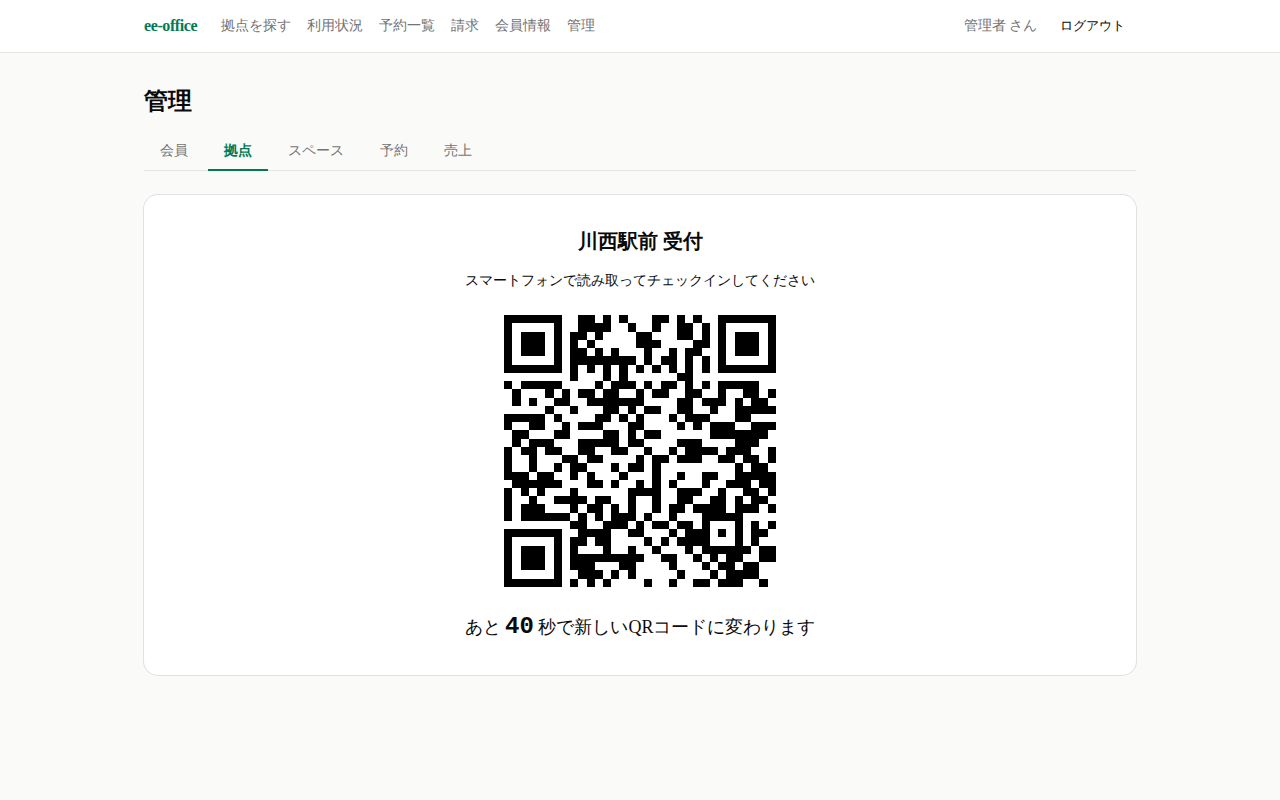 ee-office 拠点を探す 利用状況 予約一覧 請求 会員情報 管理 管理者 さん ログアウト
管理
会員 拠点 スペース 予約 売上
川西駅前 受付
スマートフォンで読み取ってチェックインしてください
あと 40 秒で新しいQRコードに変わります